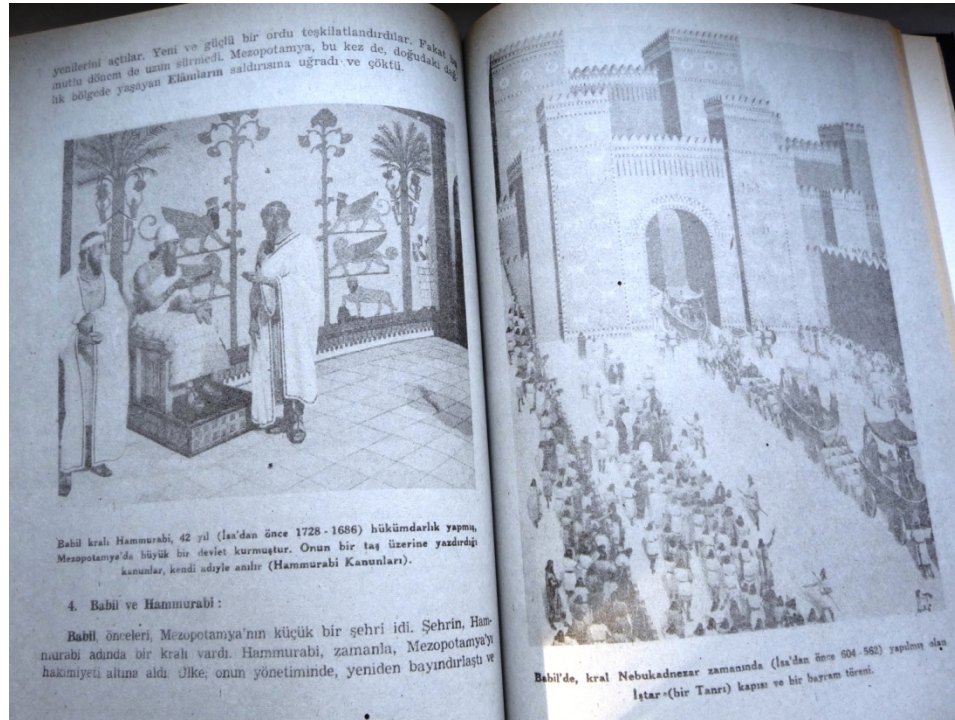 yenilerini açtılar. Yeni ve güçlü bir ordu teşkilatlandırdılar. Fakat bu
mutlu dönem de uzun sürmedi. Mezopotamya, bu kez de, doğudaki dağ-
lık bölgede yaşayan Elâmların saldırısına uğradı ve çöktü.
Babil kralı Hammurabi, 42 yıl (İsa'dan önce 1728 - 1686) hükümdarlık yapmış,
Mezopotamya'da büyük bir devlet kurmuştur. Onun bir taş üzerine yazdırdığı
kanunlar, kendi adiyle anılır (Hammurabi Kanunları).
4. Babil ve Hammurabi :
Babil, önceleri, Mezopotamya'nın küçük bir şehri idi. Şehrin, Ham-
murabi adında bir kralı vardı. Hammurabi, zamanla, Mezopotamya'yı
hakimiyeti altına aldı. Ülke, onun yönetiminde, yeniden bayındırlaştı ve
Babil'de, kral Nebukadnezar zamanında (İsa'dan önce 604 - 562) yapılmış olan
İştar (bir Tanrı) kapısı ve bir bayram töreni.